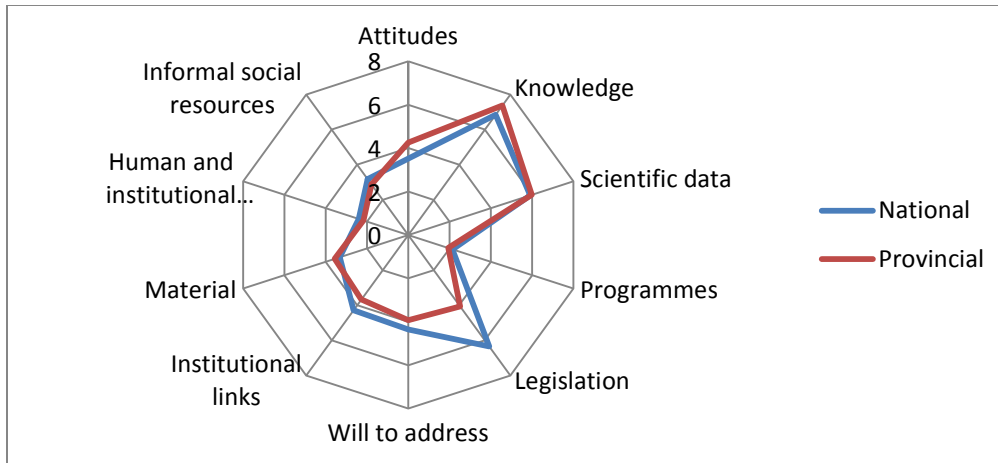 Attitudes
8
6
4
2
0
Knowledge
Scientific data
Programmes
Legislation
Will to address
Institutional
links
Material
Human and
institutional...
Informal social
resources
National
Provincial